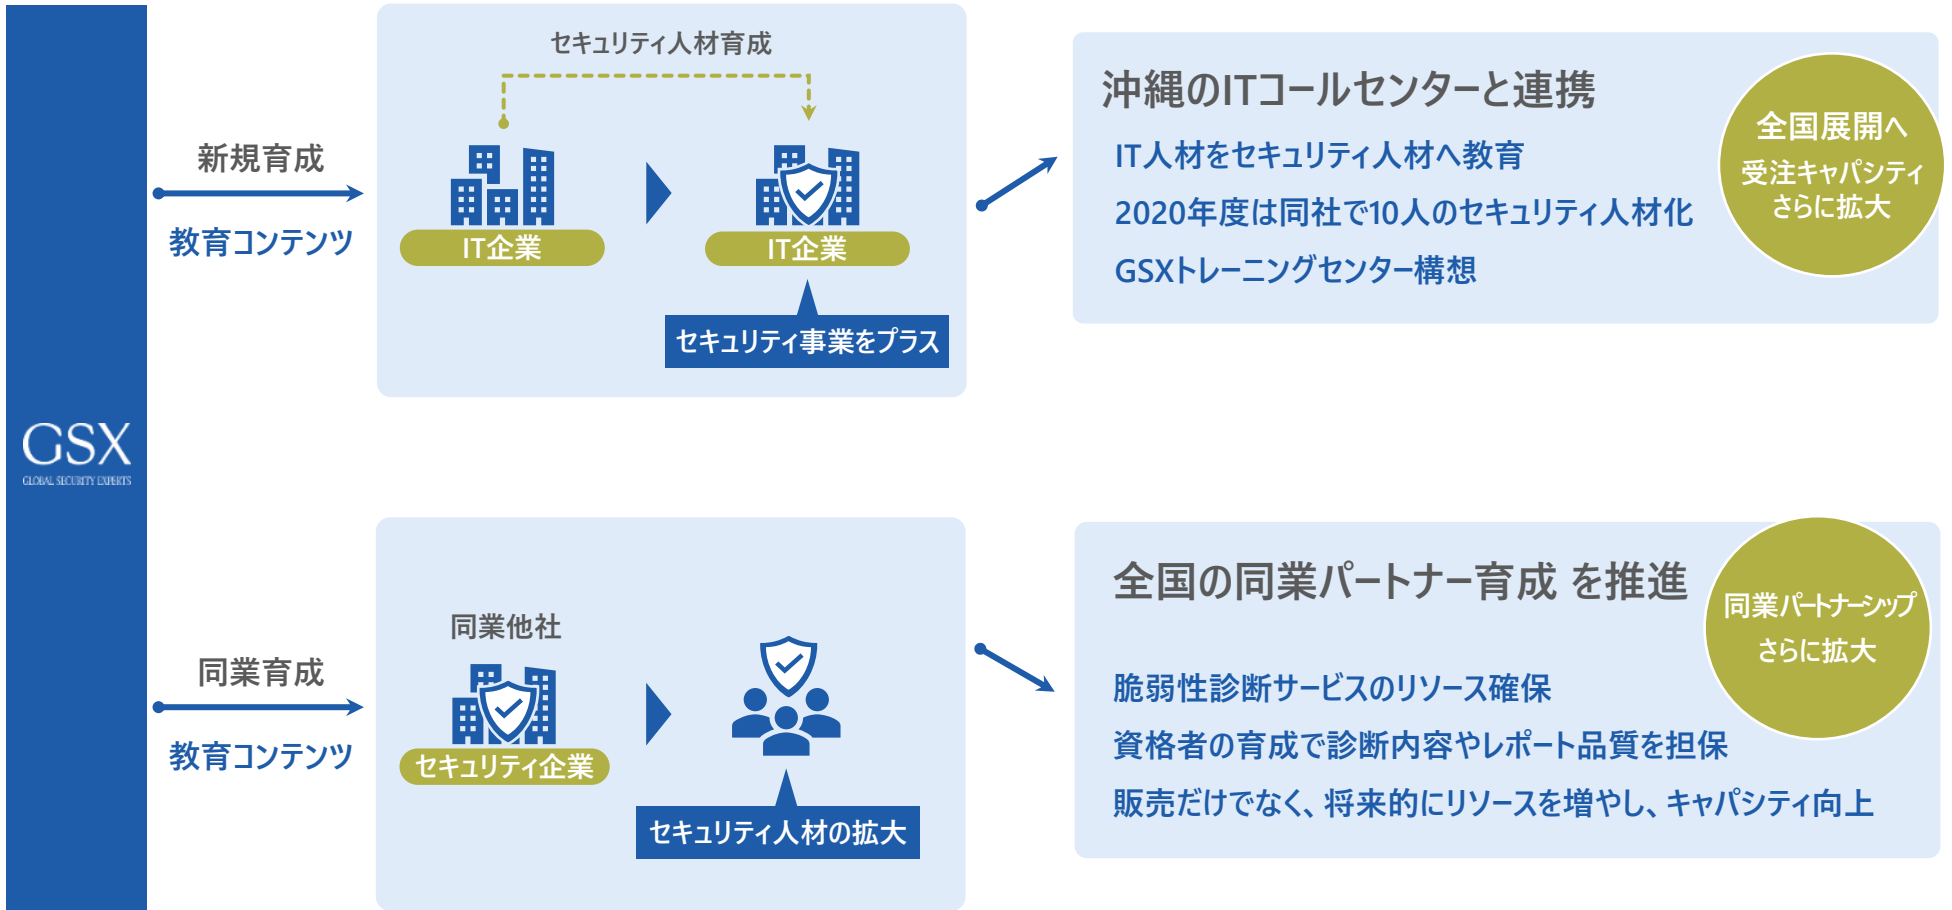 GSX
GLOBAL SECURITY EXPERTS
新規育成
教育コンテンツ
セキュリティ人材育成
IT企業
IT企業
セキュリティ事業をプラス
沖縄のITコールセンターと連携
IT人材をセキュリティ人材へ教育
2020年度は同社で10人のセキュリティ人材化
GSXトレーニングセンター構想
全国展開へ
受注キャパシティ
さらに拡大
同業育成
教育コンテンツ
同業他社
セキュリティ企業
セキュリティ人材の拡大
全国の同業パートナー育成 を推進
脆弱性診断サービスのリソース確保
資格者の育成で診断内容やレポート品質を担保
販売だけでなく、将来的にリソースを増やし、キャパシティ向上
同業パートナーシップ
さらに拡大